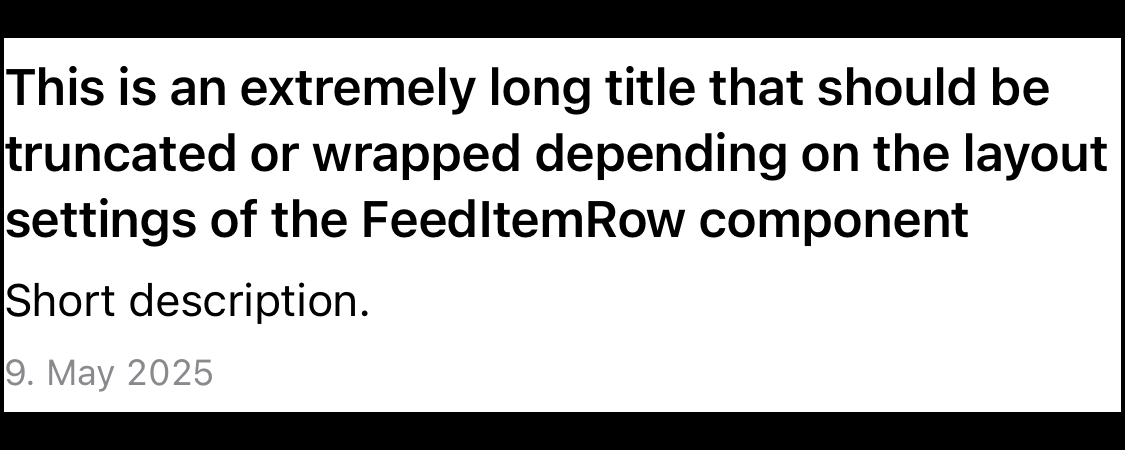 This is an extremely long title that should be
truncated or wrapped depending on the layout
settings of the FeedItemRow component
Short description.
9. May 2025